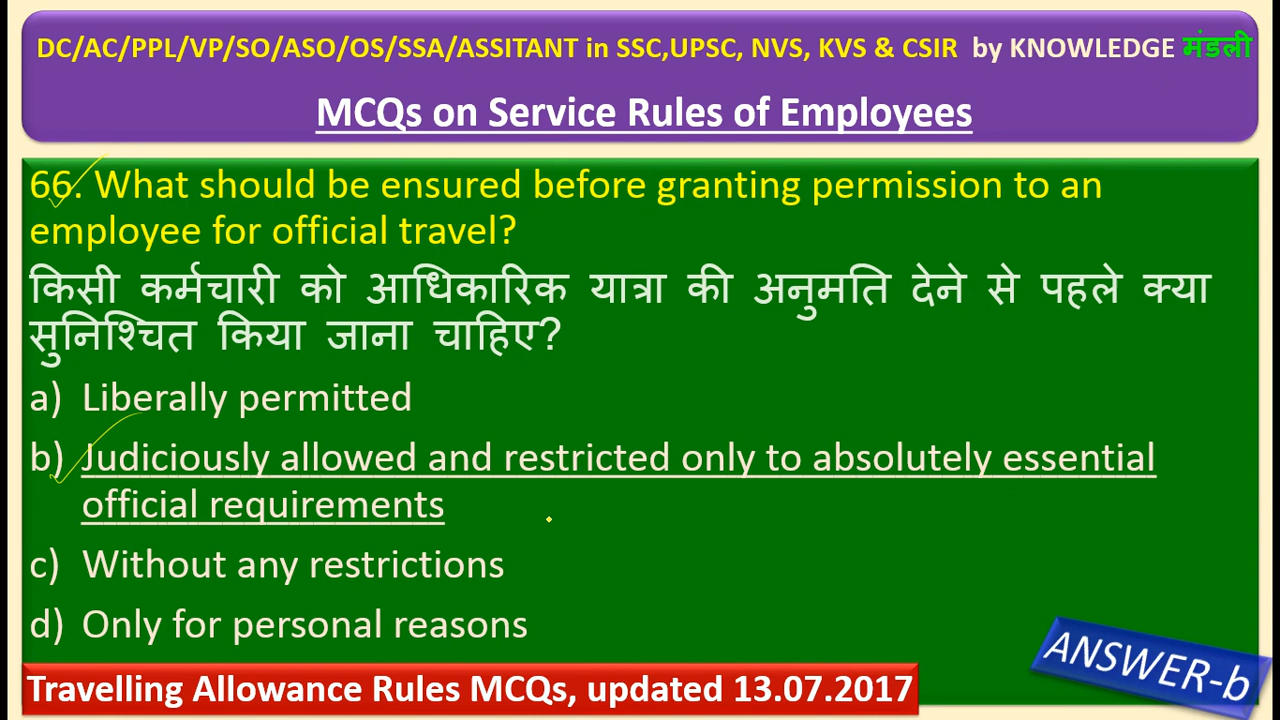 DC/AC/PPL/VP/SO/ASO/OS/SSA/ASSITANT in SSC,UPSC, NVS, KVS & CSIR by KNOWLEDGE मंडली
MCQs on Service Rules of Employees
66. What should be ensured before granting permission to an
employee for official travel?
किसी कर्मचारी को आधिकारिक यात्रा की अनुमति देने से पहले क्या
सुनिश्चित किया जाना चाहिए?
a) Liberally permitted
b) Judiciously allowed and restricted only to absolutely essential
official requirements
c) Without any restrictions
d) Only for personal reasons
ANSWER-b
Travelling Allowance Rules MCQs, updated 13.07.2017